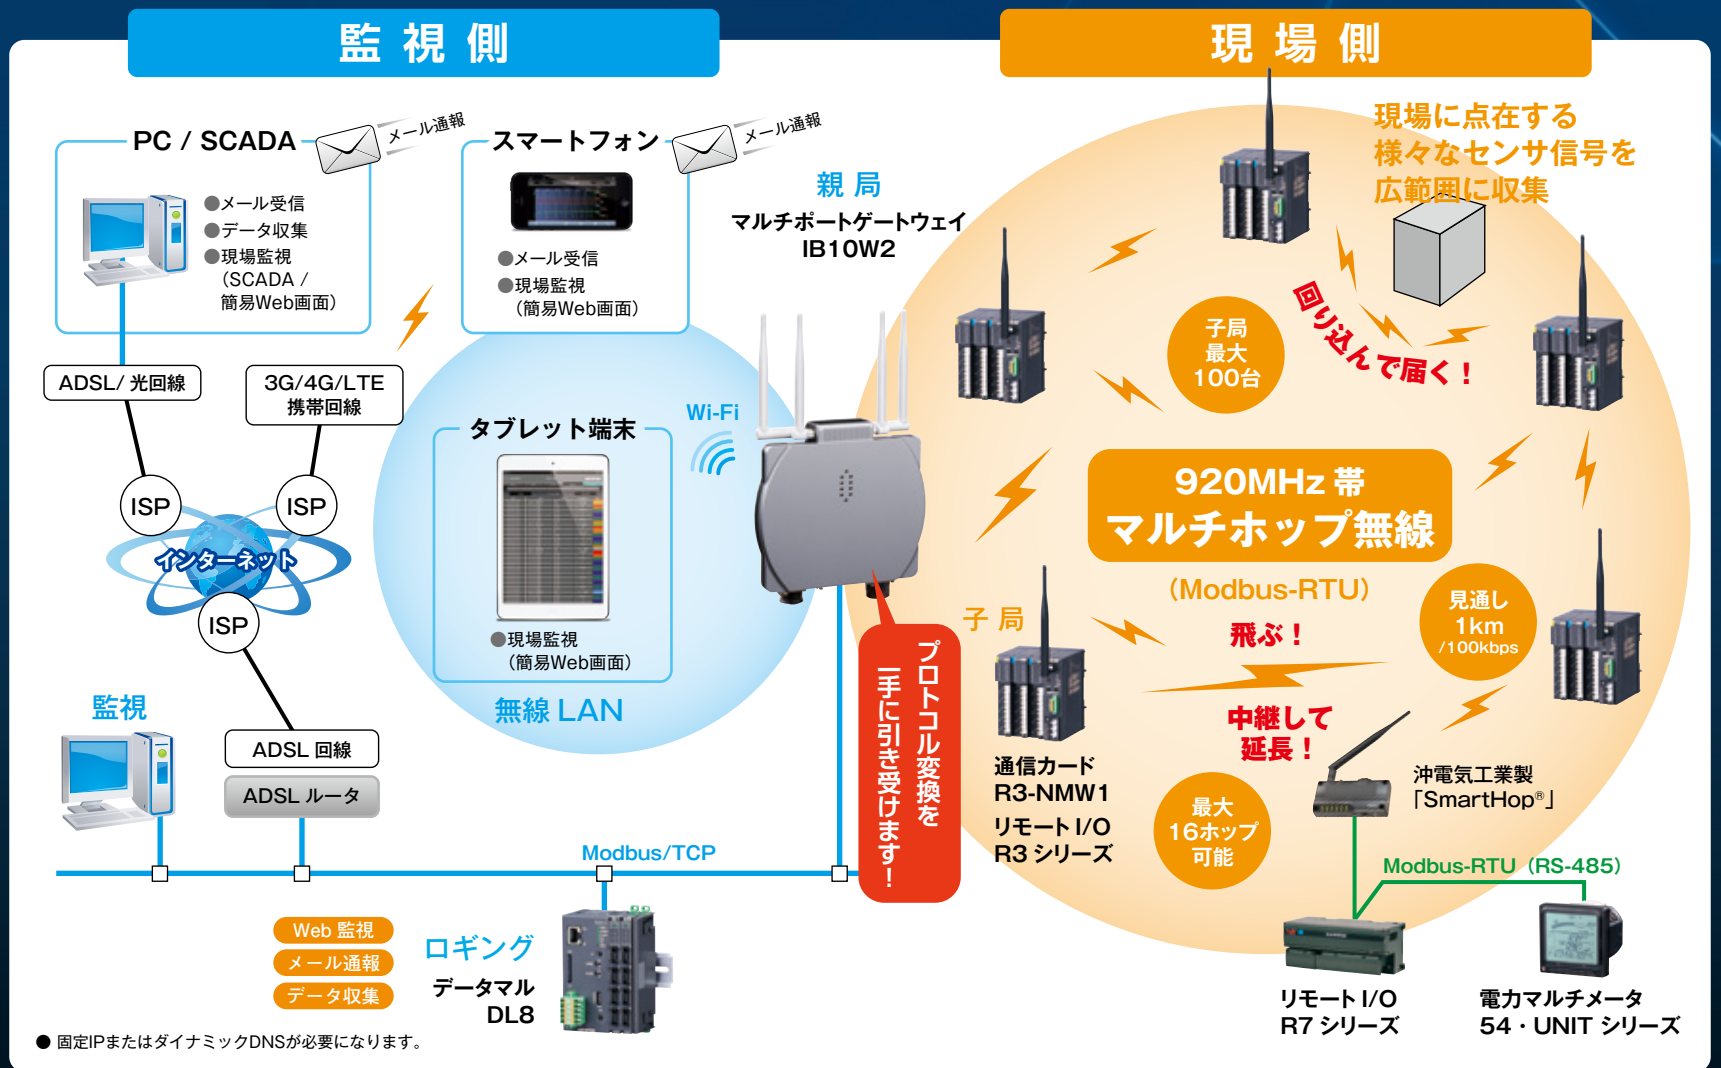 監視側
現場側
PC / SCADA
メール通報
●メール受信
●データ収集
●現場監視
(SCADA /
簡易Web画面)
スマートフォン
メール通報
●メール受信
●現場監視
(簡易Web画面)
親局
マルチポートゲートウェイ
IB10W2
現場に点在する
様々なセンサ信号を
広範囲に収集
子局
最大
100台
回り込んで届く!
ADSL/ 光回線
3G/4G/LTE
携帯回線
ISP
ISP
インターネット
ISP
Wi-Fi
タブレット端末
●現場監視
(簡易Web画面)
無線 LAN
920MHz 帯
マルチホップ無線
(Modbus-RTU)
見通し
1km
/100kbps
飛ぶ!
中継して
延長!
子局
プロトコル変換を
一手に引き受けます!
通信カード
R3-NMW1
リモート I/O
R3 シリーズ
最大
16ホップ
可能
沖電気工業製
「SmartHop®」
監視
ADSL 回線
ADSL ルータ
Modbus/TCP
Modbus-RTU (RS-485)
Web 監視
メール通報
データ収集
ロギング
データマル
DL8
リモート I/O
R7 シリーズ
電力マルチメータ
54・UNIT シリーズ
● 固定IPまたはダイナミックDNSが必要になります。